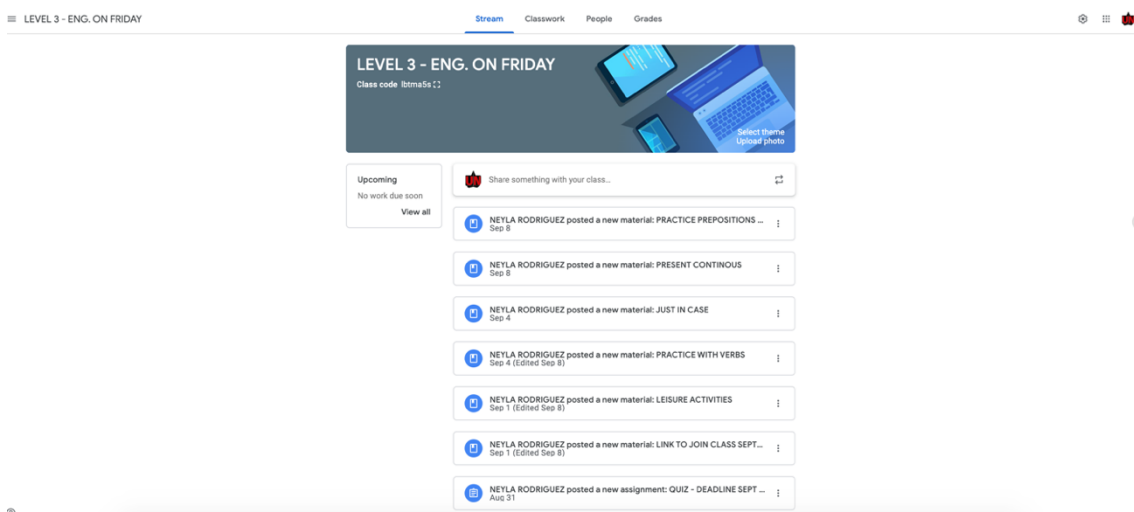 LEVEL 3 - ENG. ON FRIDAY
Stream Classwork People Grades
LEVEL 3 - ENG. ON FRIDAY
Class code lbtma5s
Select theme
Upload photo
Upcoming
No work due soon
View all
Share something with your class...
NEYLA RODRIGUEZ posted a new material: PRACTICE PREPOSITIONS ...
Sep 8
NEYLA RODRIGUEZ posted a new material: PRESENT CONTINOUS
Sep 8
NEYLA RODRIGUEZ posted a new material: JUST IN CASE
Sep 4
NEYLA RODRIGUEZ posted a new material: PRACTICE WITH VERBS
Sep 4 (Edited Sep 8)
NEYLA RODRIGUEZ posted a new material: LEISURE ACTIVITIES
Sep 1 (Edited Sep 8)
NEYLA RODRIGUEZ posted a new material: LINK TO JOIN CLASS SEPT...
Sep 1 (Edited Sep 8)
NEYLA RODRIGUEZ posted a new assignment: QUIZ - DEADLINE SEPT ...
Aug 31